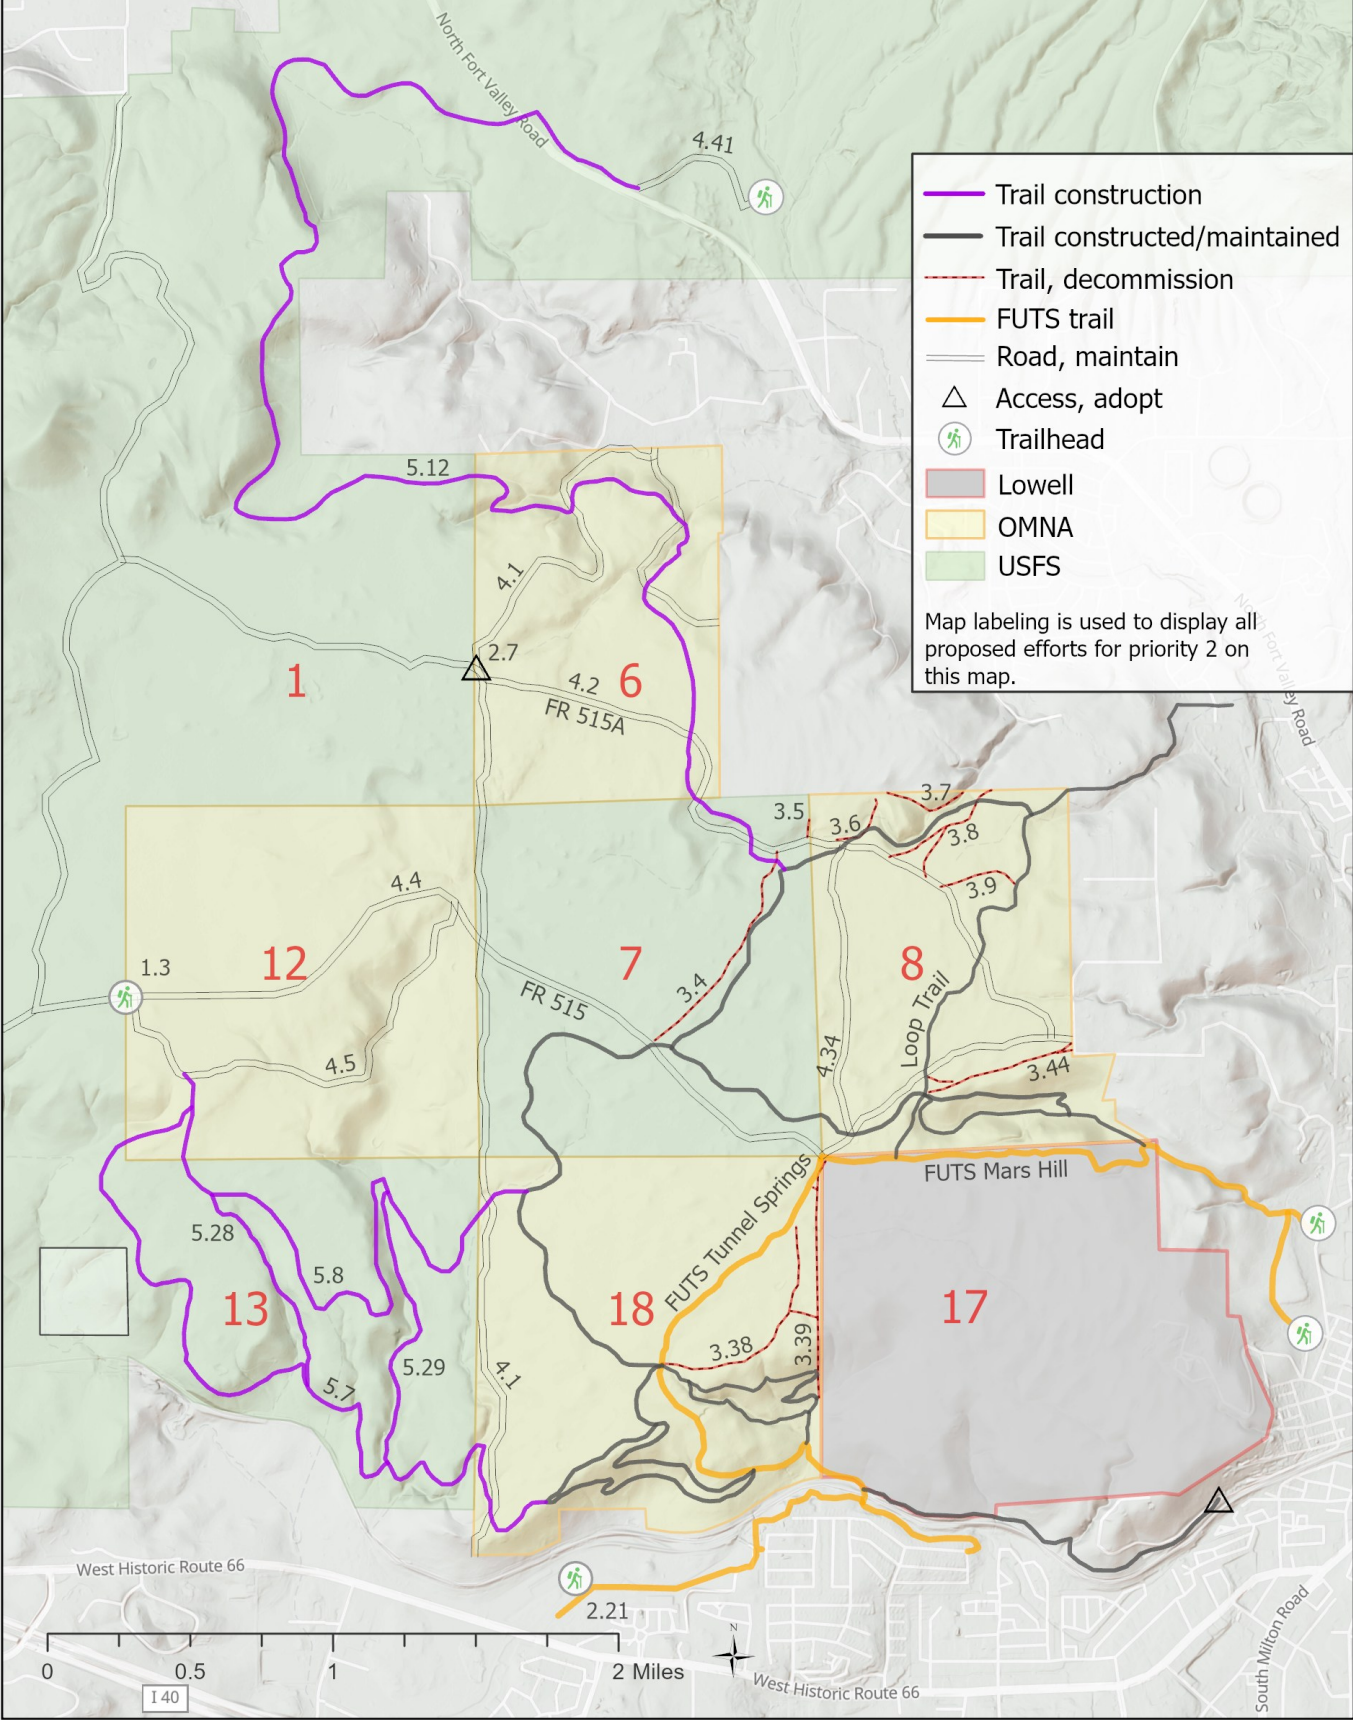 North Fort Valley Road
4.41
Trail construction
Trail constructed/maintained
Trail, decommission
FUTS trail
Road, maintain
Access, adopt
Trailhead
Lowell
OMNA
USFS
Map labeling is used to display all
proposed efforts for priority 2 on
this map.
North Fort Valley Road
5.12
4.1
2.7
1
4.2
6
FR 515A
3.7
3.5
3.6
3.8
4.4
3.9
12
7
8
1.3
3.4
FR 515
Loop Trail
4.34
4.5
3.44
FUTS Mars Hill
FUTS Tunnel Springs
5.28
5.8
13
18
17
3.38
3.39
5.29
4.1
5.7
West Historic Route 66
2.21
N
0
0.5
1
2 Miles
I 40
West Historic Route 66
South Milton Road